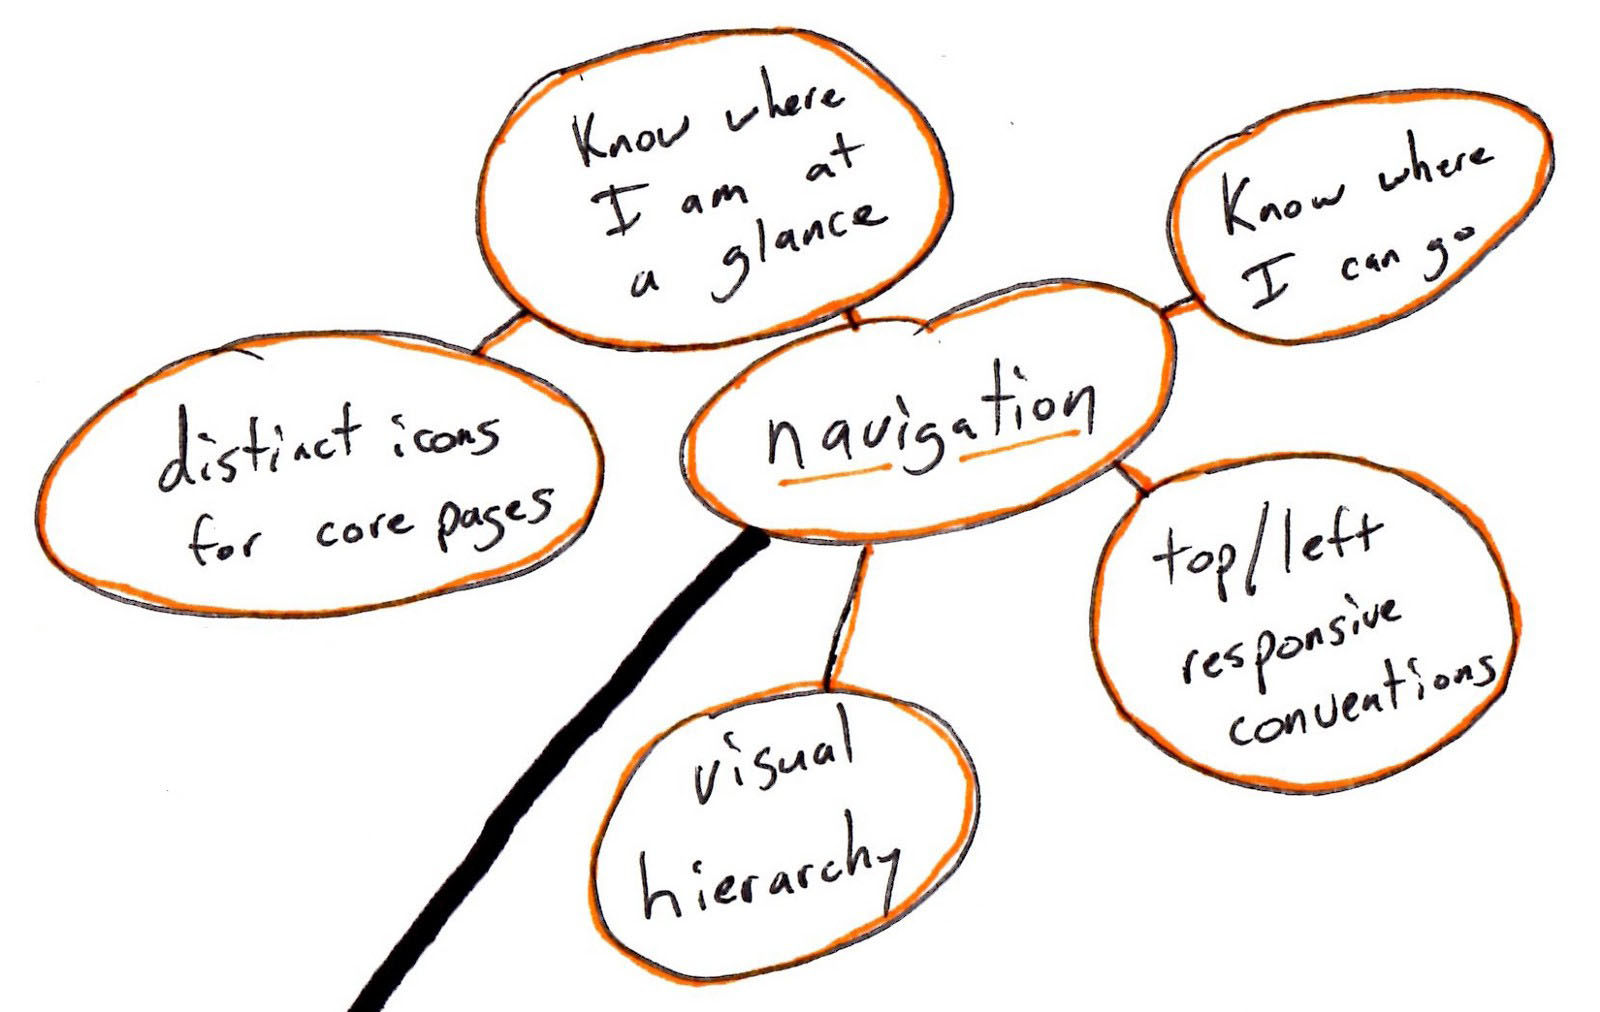 Know where
I am at
a glance
Know where
I can go
distinct icons
for core pages
navigation
top/left
responsive
conventions
visual
hierarchy